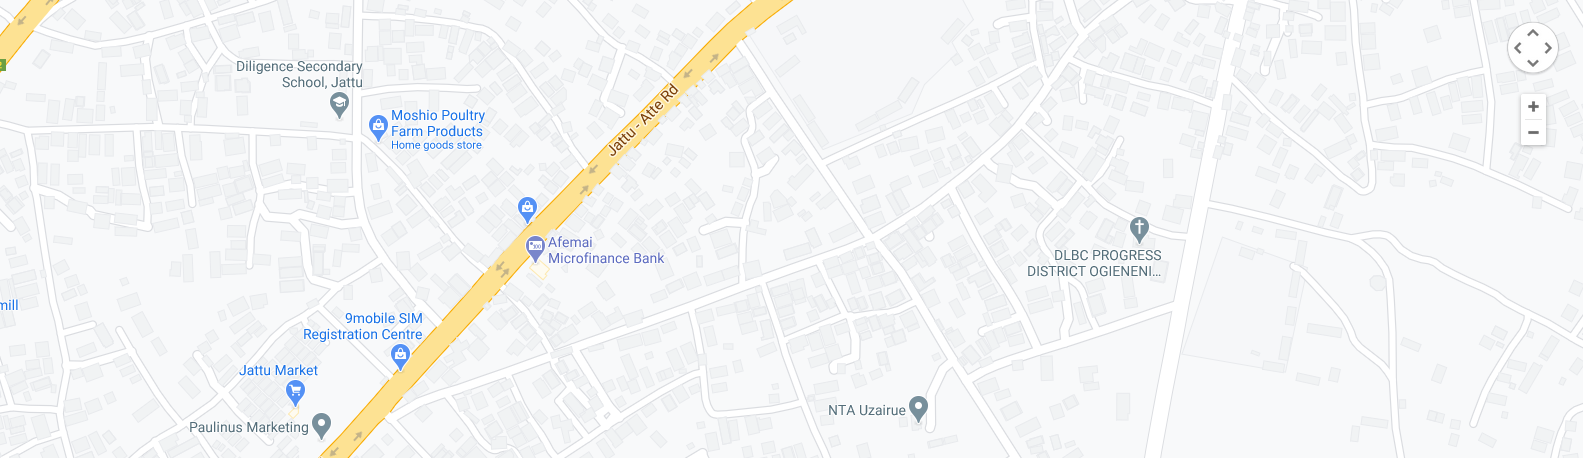 Diligence Secondary
School, Jattu
Moshio Poultry
Farm Products
Home goods store
Jattu - Atte Rd
Afemai
Microfinance Bank
DLBC PROGRESS
DISTRICT OGIENENI...
mill
9mobile SIM
Registration Centre
Jattu Market
Paulinus Marketing
NTA Uzairue